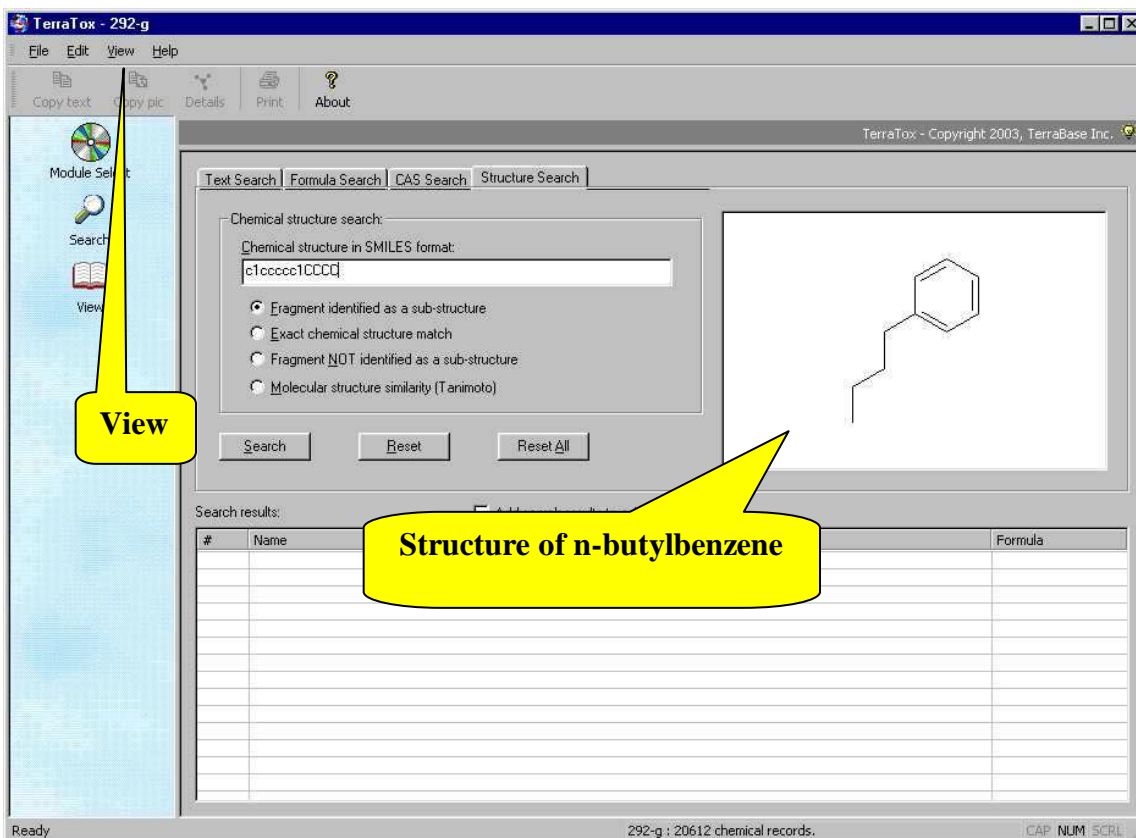 TerraTox - 292-g
File Edit View Help
Copy text Copy pic Details Print About
TerraTox - Copyright 2003, TerraBase Inc.
Module Select
Search
View
Text Search Formula Search CAS Search Structure Search
Chemical structure search:
Chemical structure in SMILES format:
c1ccccc1CCCC
Fragment identified as a sub-structure
Exact chemical structure match
Fragment NOT identified as a sub-structure
Molecular structure similarity (Tanimoto)
View
Search Reset Reset All
Structure of n-butylbenzene
Search results:
# Name Formula
Ready 292-g : 20612 chemical records. CAP NUM SCRL